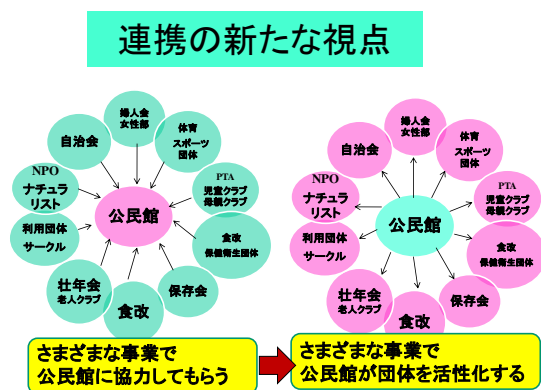 連携の新たな視点
婦人会
女性部
体育
スポーツ
団体
自治会
NPO
ナチュラ
リスト
PTA
児童クラブ
母親クラブ
公民館
利用団体
サークル
食改
保健衛生団体
壮年会
老人クラブ
保存会
食改
さまざまな事業で
公民館に協力してもらう
婦人会
女性部
体育
スポーツ
団体
自治会
NPO
ナチュラ
リスト
PTA
児童クラブ
母親クラブ
公民館
利用団体
サークル
食改
保健衛生団体
壮年会
老人クラブ
保存会
食改
さまざまな事業で
公民館が団体を活性化する